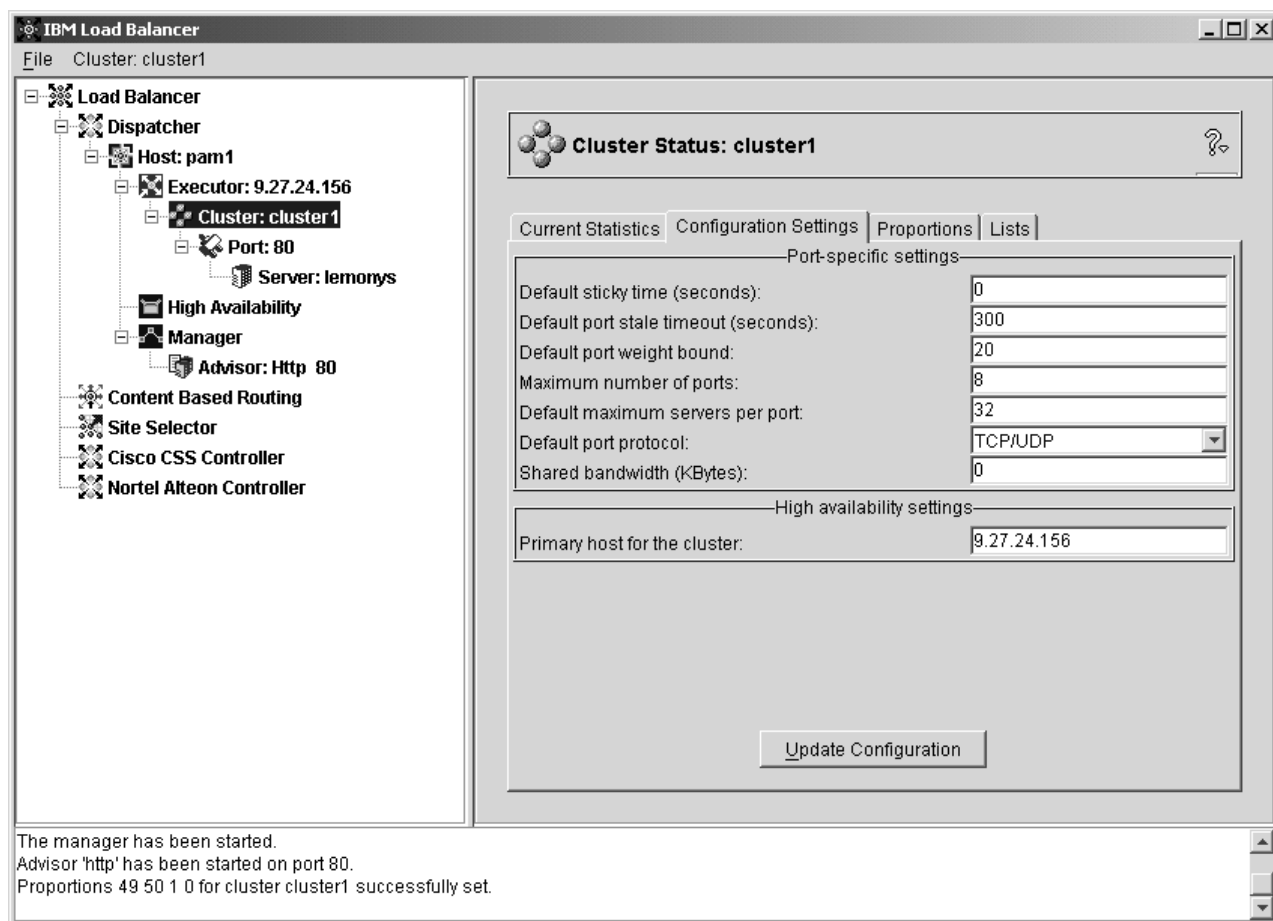 IBM Load Balancer
File Cluster: cluster1
Load Balancer
Dispatcher
Host: pam1
Executor: 9.27.24.156
Cluster: cluster1
Port: 80
Server: lemonys
High Availability
Manager
Advisor: Http 80
Content Based Routing
Site Selector
Cisco CSS Controller
Nortel Alteon Controller
Cluster Status: cluster1
?
Current Statistics Configuration Settings Proportions Lists
Port-specific settings
Default sticky time (seconds): 0
Default port stale timeout (seconds): 300
Default port weight bound: 20
Maximum number of ports: 8
Default maximum servers per port: 32
Default port protocol: TCP/UDP
Shared bandwidth (KBytes): 0
High availability settings
Primary host for the cluster: 9.27.24.156
Update Configuration
The manager has been started.
Advisor 'http' has been started on port 80.
Proportions 49 50 1 0 for cluster cluster1 successfully set.